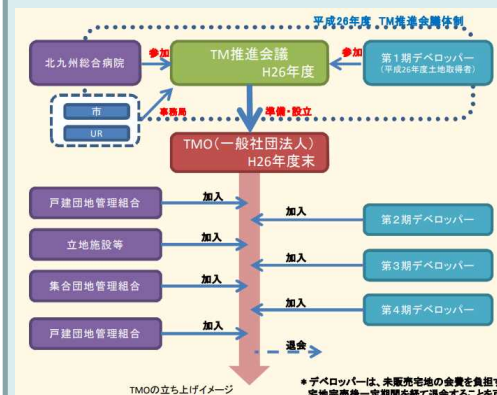 平成26年度 TM推進会議体制
北九州総合病院
参加
TM推進会議
H26年度
参加
第1期デベロッパー
(平成26年度土地取得者)
市
UR
事務局
準備・設立
TMO(一般社団法人)
H26年度末
戸建団地管理組合
加入
加入
第2期デベロッパー
立地施設等
加入
加入
第3期デベロッパー
集合団地管理組合
加入
加入
第4期デベロッパー
戸建団地管理組合
加入
退会
TMOの立ち上げイメージ
*デベロッパーは、未販売宅地の会費を負担す